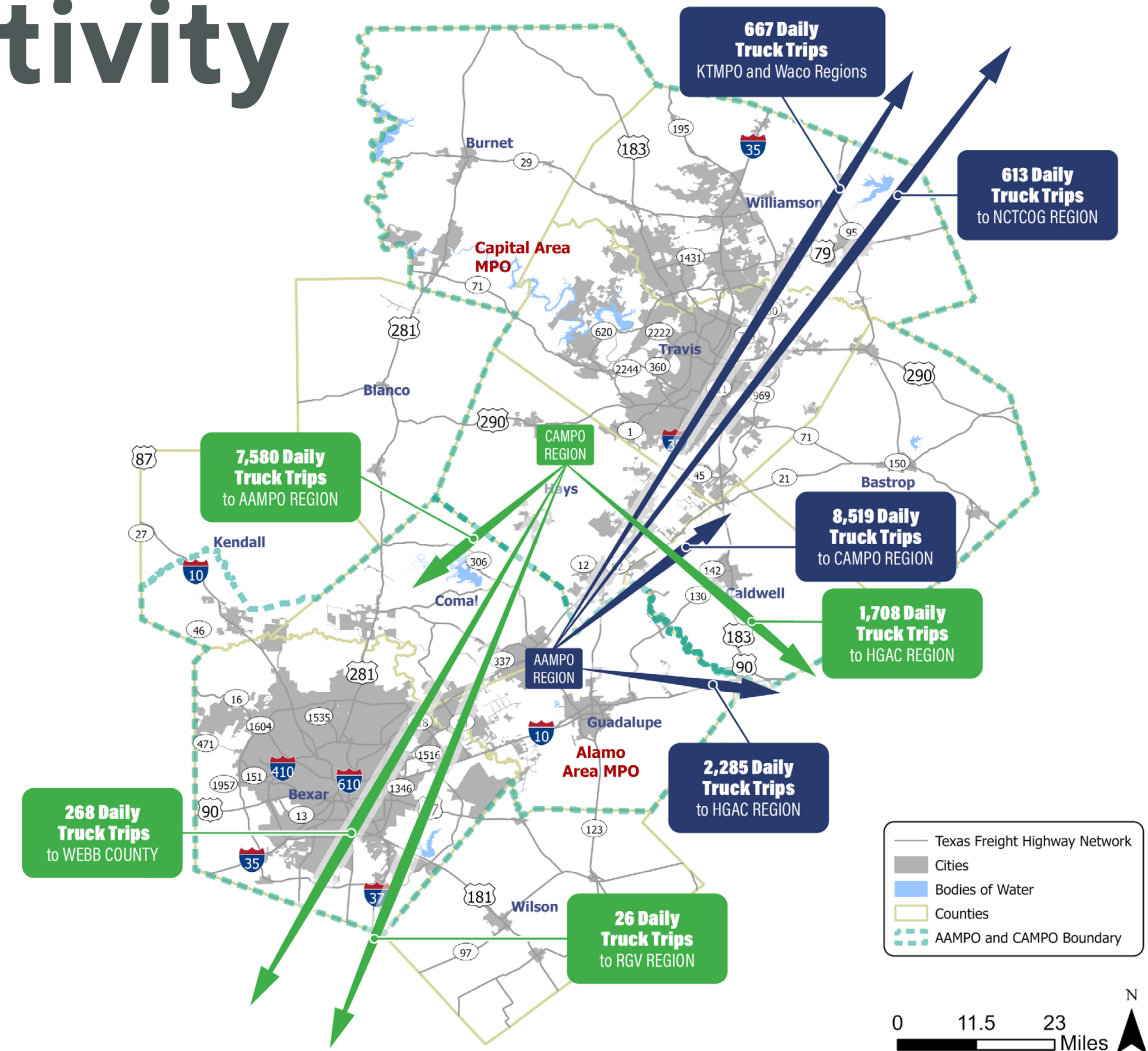 tivity
667 Daily
Truck Trips
KTMPO and Waco Regions
613 Daily
Truck Trips
to NCTCOG REGION
195
183
35
Burnet
29
Williamson
95
79
Capital Area
MPO
1431
71
281
620
2222
Travis
2244
360
290
969
Blanco
290
1
CAMPO
REGION
71
87
7,580 Daily
Truck Trips
to AAMPO REGION
45
150
21
Bastrop
Hays
8,519 Daily
Truck Trips
to CAMPO REGION
27
Kendall
10
306
12
142
130
Caldwell
Comal
1,708 Daily
Truck Trips
to HGAC REGION
46
183
90
337
AAMPO
REGION
281
16
1604
1535
10
Guadalupe
471
1516
Alamo
Area MPO
410
151
610
1957
Bexar
1346
90
13
2,285 Daily
Truck Trips
to HGAC REGION
268 Daily
Truck Trips
to WEBB COUNTY
123
35
37
181
Wilson
97
26 Daily
Truck Trips
to RGV REGION
Texas Freight Highway Network
Cities
Bodies of Water
Counties
AAMPO and CAMPO Boundary
N
0 11.5 23
Miles